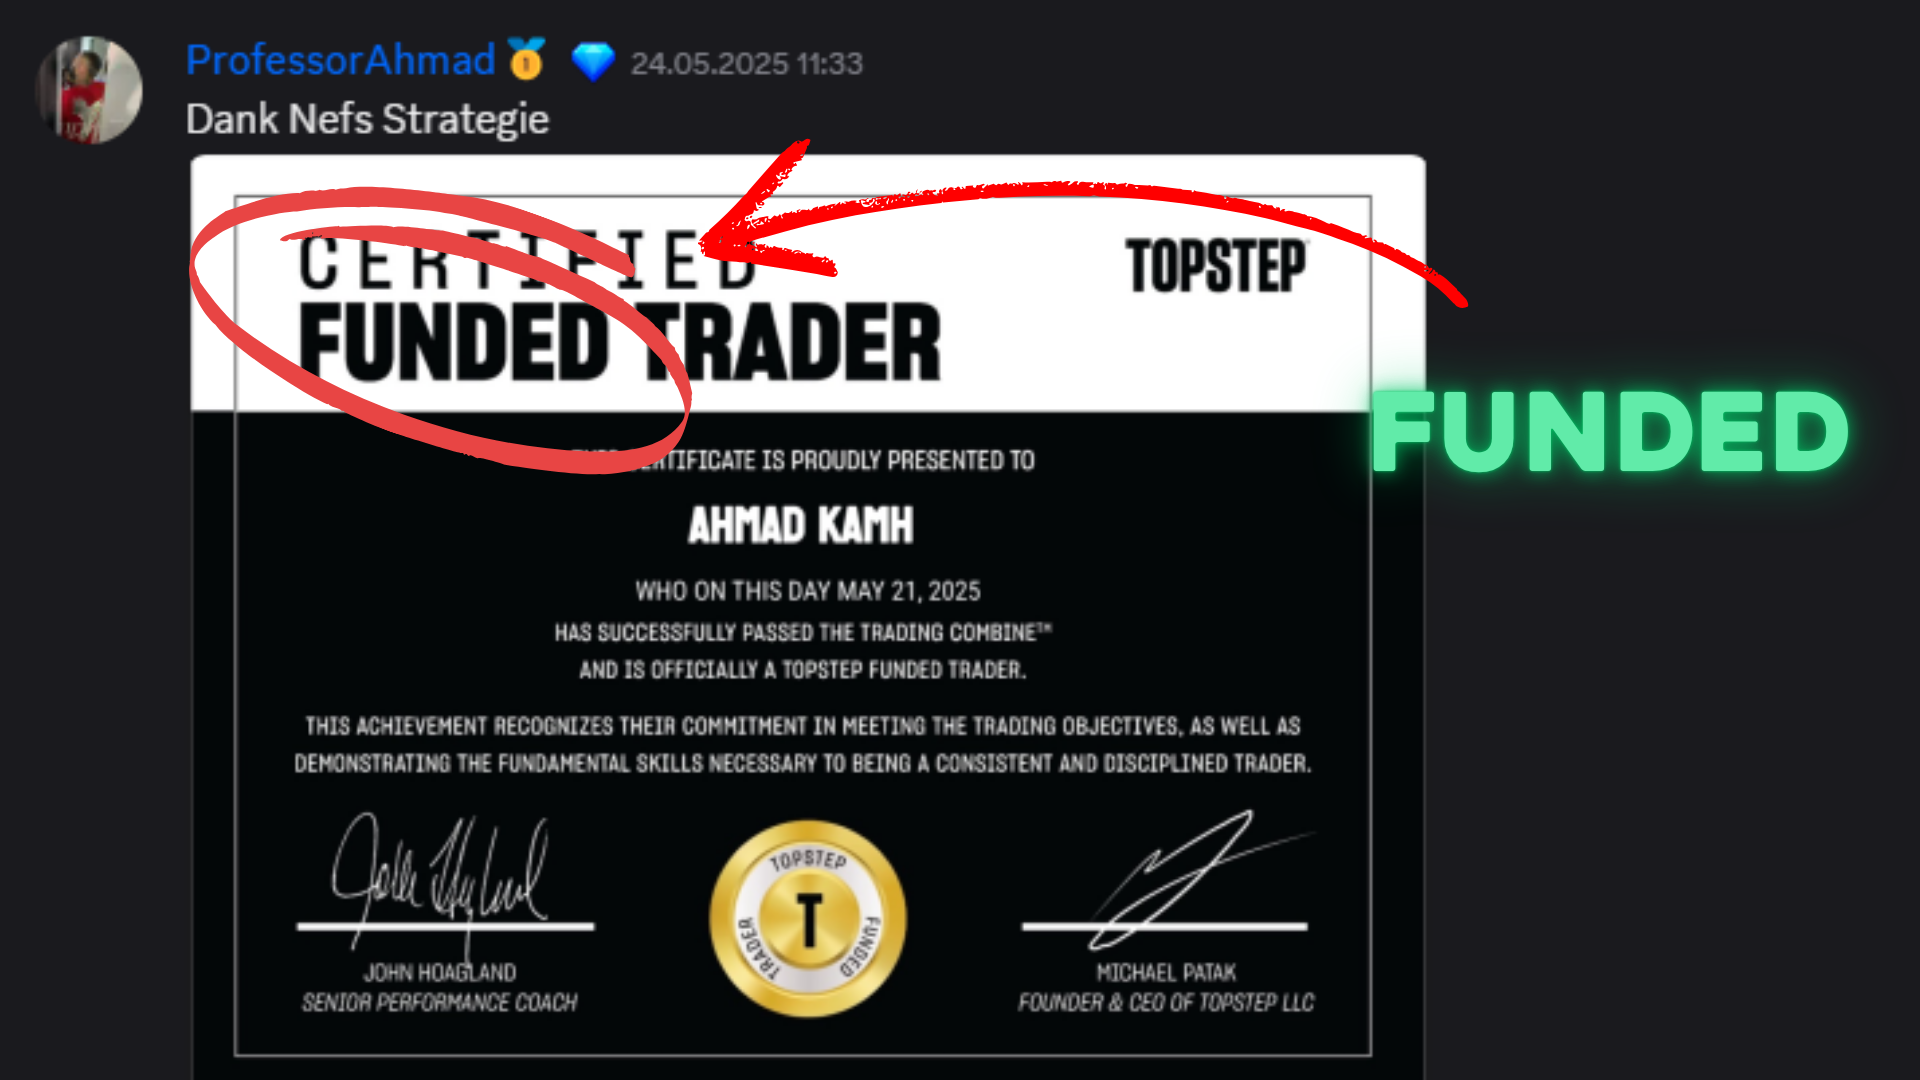 ProfessorAhmad 24.05.2025 11:33
Dank Nefs Strategie
CERTIFIED
FUNDED TRADER
TOPSTEP
FUNDED
THIS CERTIFICATE IS PROUDLY PRESENTED TO
AHMAD KAMH
WHO ON THIS DAY MAY 21, 2025
HAS SUCCESSFULLY PASSED THE TRADING COMBINE™
AND IS OFFICIALLY A TOPSTEP FUNDED TRADER.
THIS ACHIEVEMENT RECOGNIZES THEIR COMMITMENT IN MEETING THE TRADING OBJECTIVES, AS WELL AS
DEMONSTRATING THE FUNDAMENTAL SKILLS NECESSARY TO BEING A CONSISTENT AND DISCIPLINED TRADER.
TOPSTEP
T
TRADER
FUNDED
JOHN HOAGLAND
SENIOR PERFORMANCE COACH
MICHAEL PATAK
FOUNDER & CEO OF TOPSTEP LLC